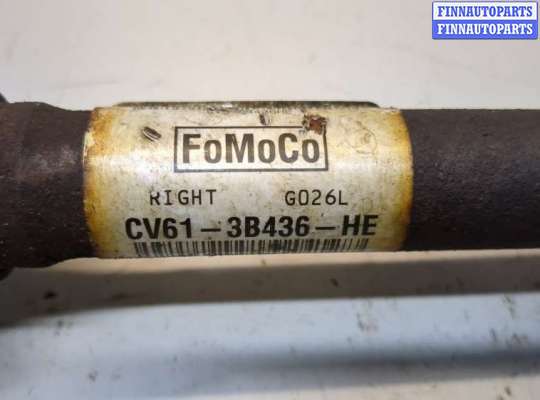 FINNAUTOPARTS
FINNAUTOPARTS
FoMoCo
RIGHT G026L
CV61-3B436-HE